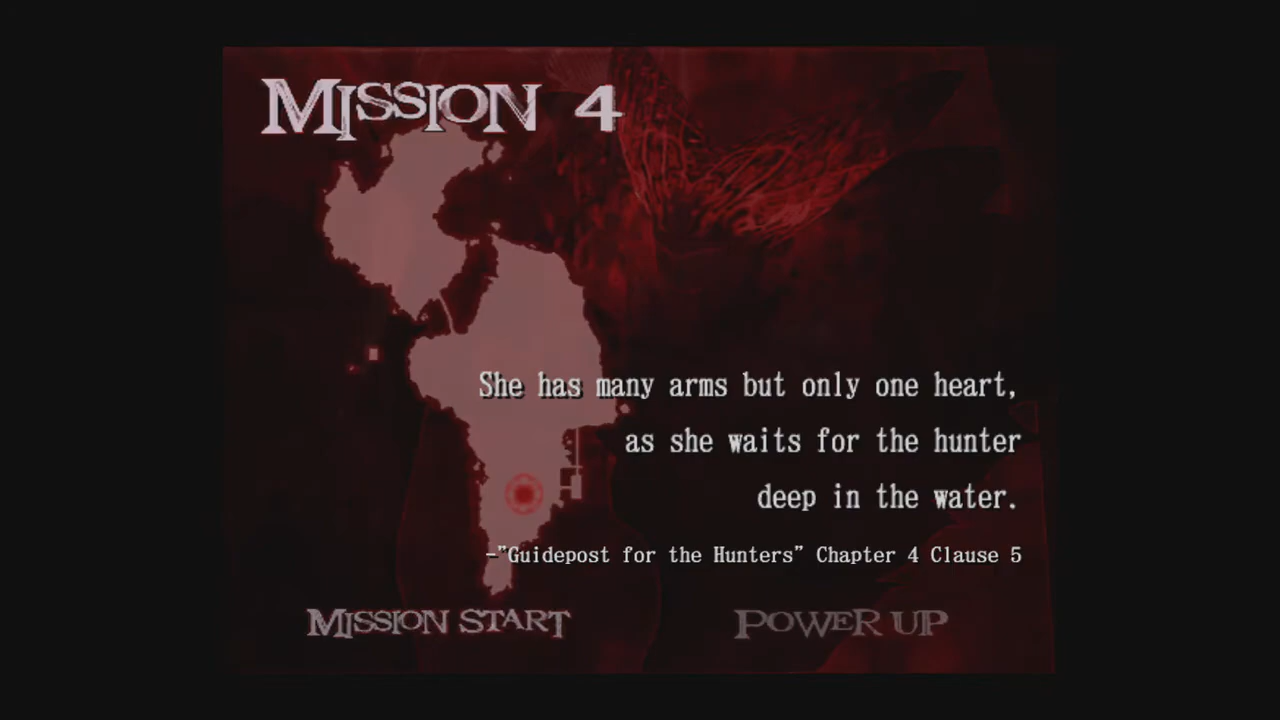 MISSION 4
She has many arms but only one heart,
as she waits for the hunter
deep in the water.
-"Guidepost for the Hunters" Chapter 4 Clause 5
MISSION START
POWER UP